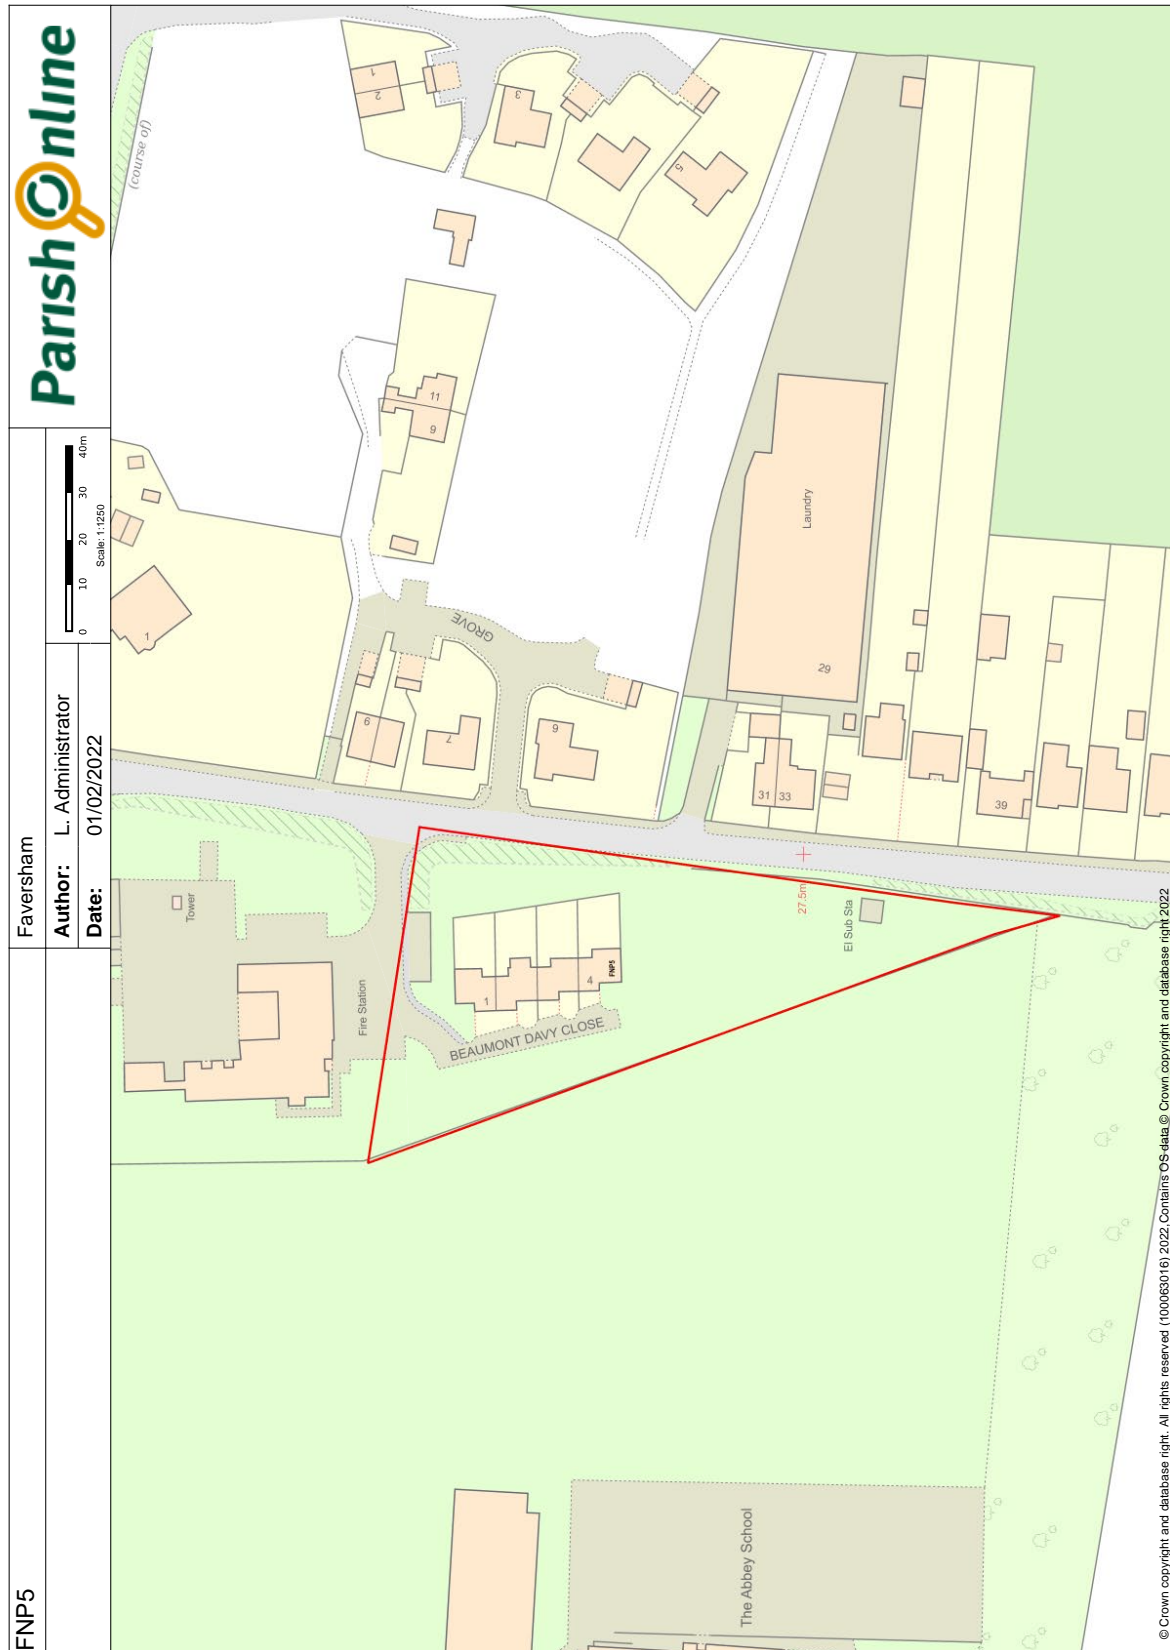 FNP5
Faversham
Author: L. Administrator
Date: 01/02/2022
0 10 20 30 40m
Scale: 1:1250
Parish Online
(course of)
1
2
3
5
11
9
1
GROVE
6
7
9
Laundry
29
31 33
39
27.5m
El Sub Sta
Tower
Fire Station
1
4
FNP5
BEAUMONT DAVY CLOSE
The Abbey School
© Crown copyright and database right. All rights reserved (100063016) 2022,Contains OS data © Crown copyright and database right 2022